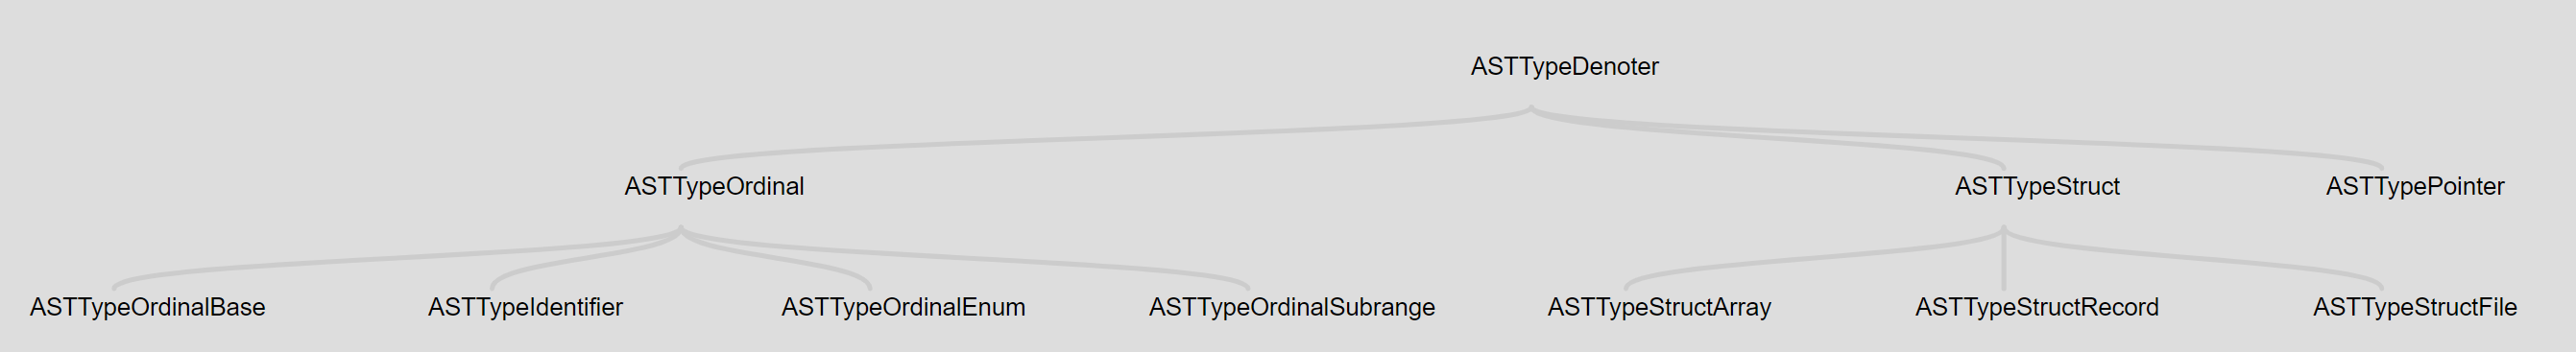 ASTTypeDenoter
ASTTypeOrdinal ASTTypeStruct ASTTypePointer
ASTTypeOrdinalBase ASTTypeIdentifier ASTTypeOrdinalEnum ASTTypeOrdinalSubrange ASTTypeStructArray ASTTypeStructRecord ASTTypeStructFIle